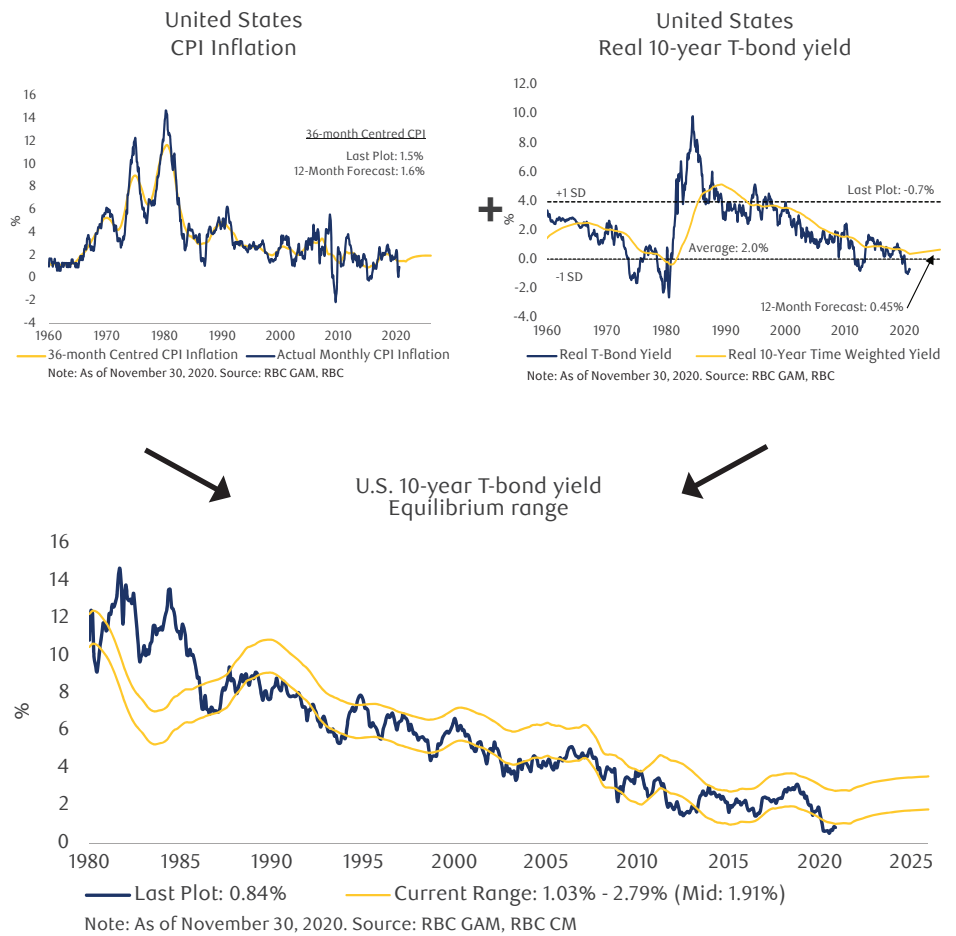 United States
CPI Inflation
16
14
12
10
8
6
4
2
0
-2
-4
%
36-month Centred CPI
Last Plot: 1.5%
12-Month Forecast: 1.6%
1960 1970 1980 1990 2000 2010 2020
36-month Centred CPI Inflation Actual Monthly CPI Inflation
Note: As of November 30, 2020. Source: RBC GAM, RBC
+
United States
Real 10-year T-bond yield
12.0
10.0
8.0
6.0
4.0
2.0
0.0
-2.0
-4.0
%
+1 SD
Last Plot: -0.7%
Average: 2.0%
-1 SD
12-Month Forecast: 0.45%
1960 1970 1980 1990 2000 2010 2020
Real T-Bond Yield Real 10-Year Time Weighted Yield
Note: As of November 30, 2020. Source: RBC GAM, RBC
U.S. 10-year T-bond yield
Equilibrium range
16
14
12
10
8
6
4
2
0
%
1980 1985 1990 1995 2000 2005 2010 2015 2020 2025
Last Plot: 0.84% Current Range: 1.03% - 2.79% (Mid: 1.91%)
Note: As of November 30, 2020. Source: RBC GAM, RBC CM